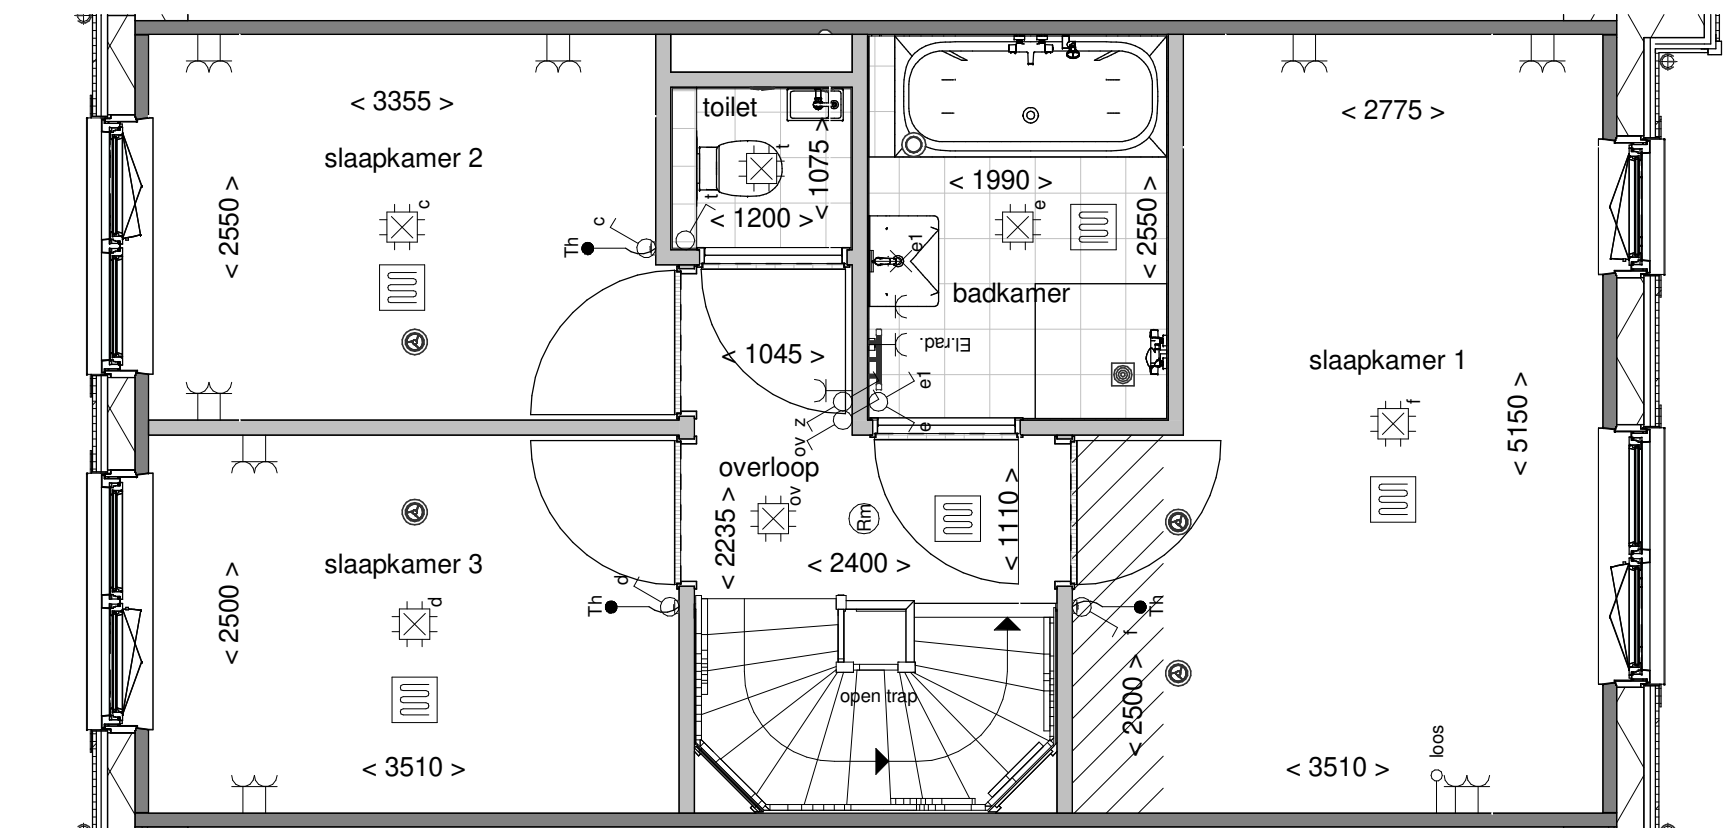 < 3355 >
slaapkamer 2
< 2550 >
c
c
Th
toilet
t
t
< 1075 >
< 1200 >
< 1990 >
e
e1
< 2550 >
badkamer
El.rad.
< 1045 >
e1
z
ov
e
< 2775 >
slaapkamer 1
f
< 5150 >
overloop
ov
Rm
< 2235 >
< 2400 >
< 1110 >
slaapkamer 3
< 2500 >
d
d
Th
< 3510 >
open trap
Th
f
< 2500 >
< 3510 >
loos